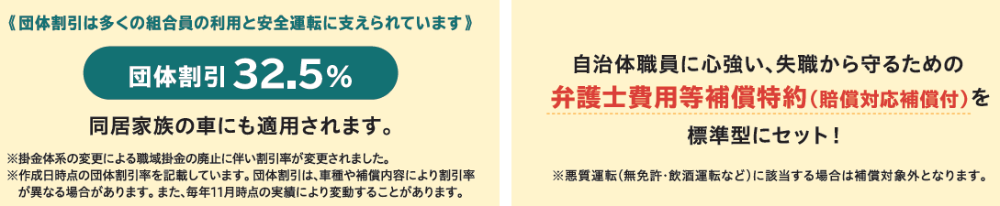 《団体割引は多くの組合員の利用と安全運転に支えられています》
団体割引 32.5%
同居家族の車にも適用されます。
※掛金体系の変更による職域掛金の廃止に伴い割引率が変更されました。
※作成日時点の団体割引率を記載しています。団体割引は、車種や補償内容により割引率
が異なる場合があります。また、毎年11月時点の実績により変動することがあります。
自治体職員に心強い、失職から守るための
弁護士費用等補償特約(賠償対応補償付)を
標準型にセット!
※悪質運転(無免許・飲酒運転など)に該当する場合は補償対象外となります。